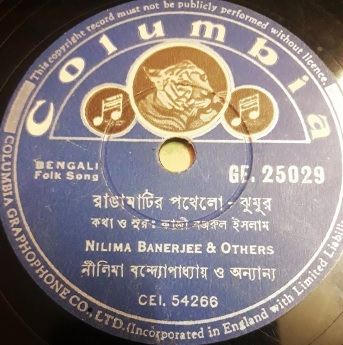 This copyright record must not be publicly performed without licence.
Columbia
BENGALI
Folk Song
GE. 25029
রাঙামাটির পথেলো - ঝুমুর
কথা ও সুর : কাজী নজরুল ইসলাম
NILIMA BANERJEE & OTHERS
নীলিমা বন্দ্যোপাধ্যায় ও অন্যান্য
CEI. 54266
COLUMBIA GRAPHOPHONE CO., LTD. (Incorporated in England with Limited Liability